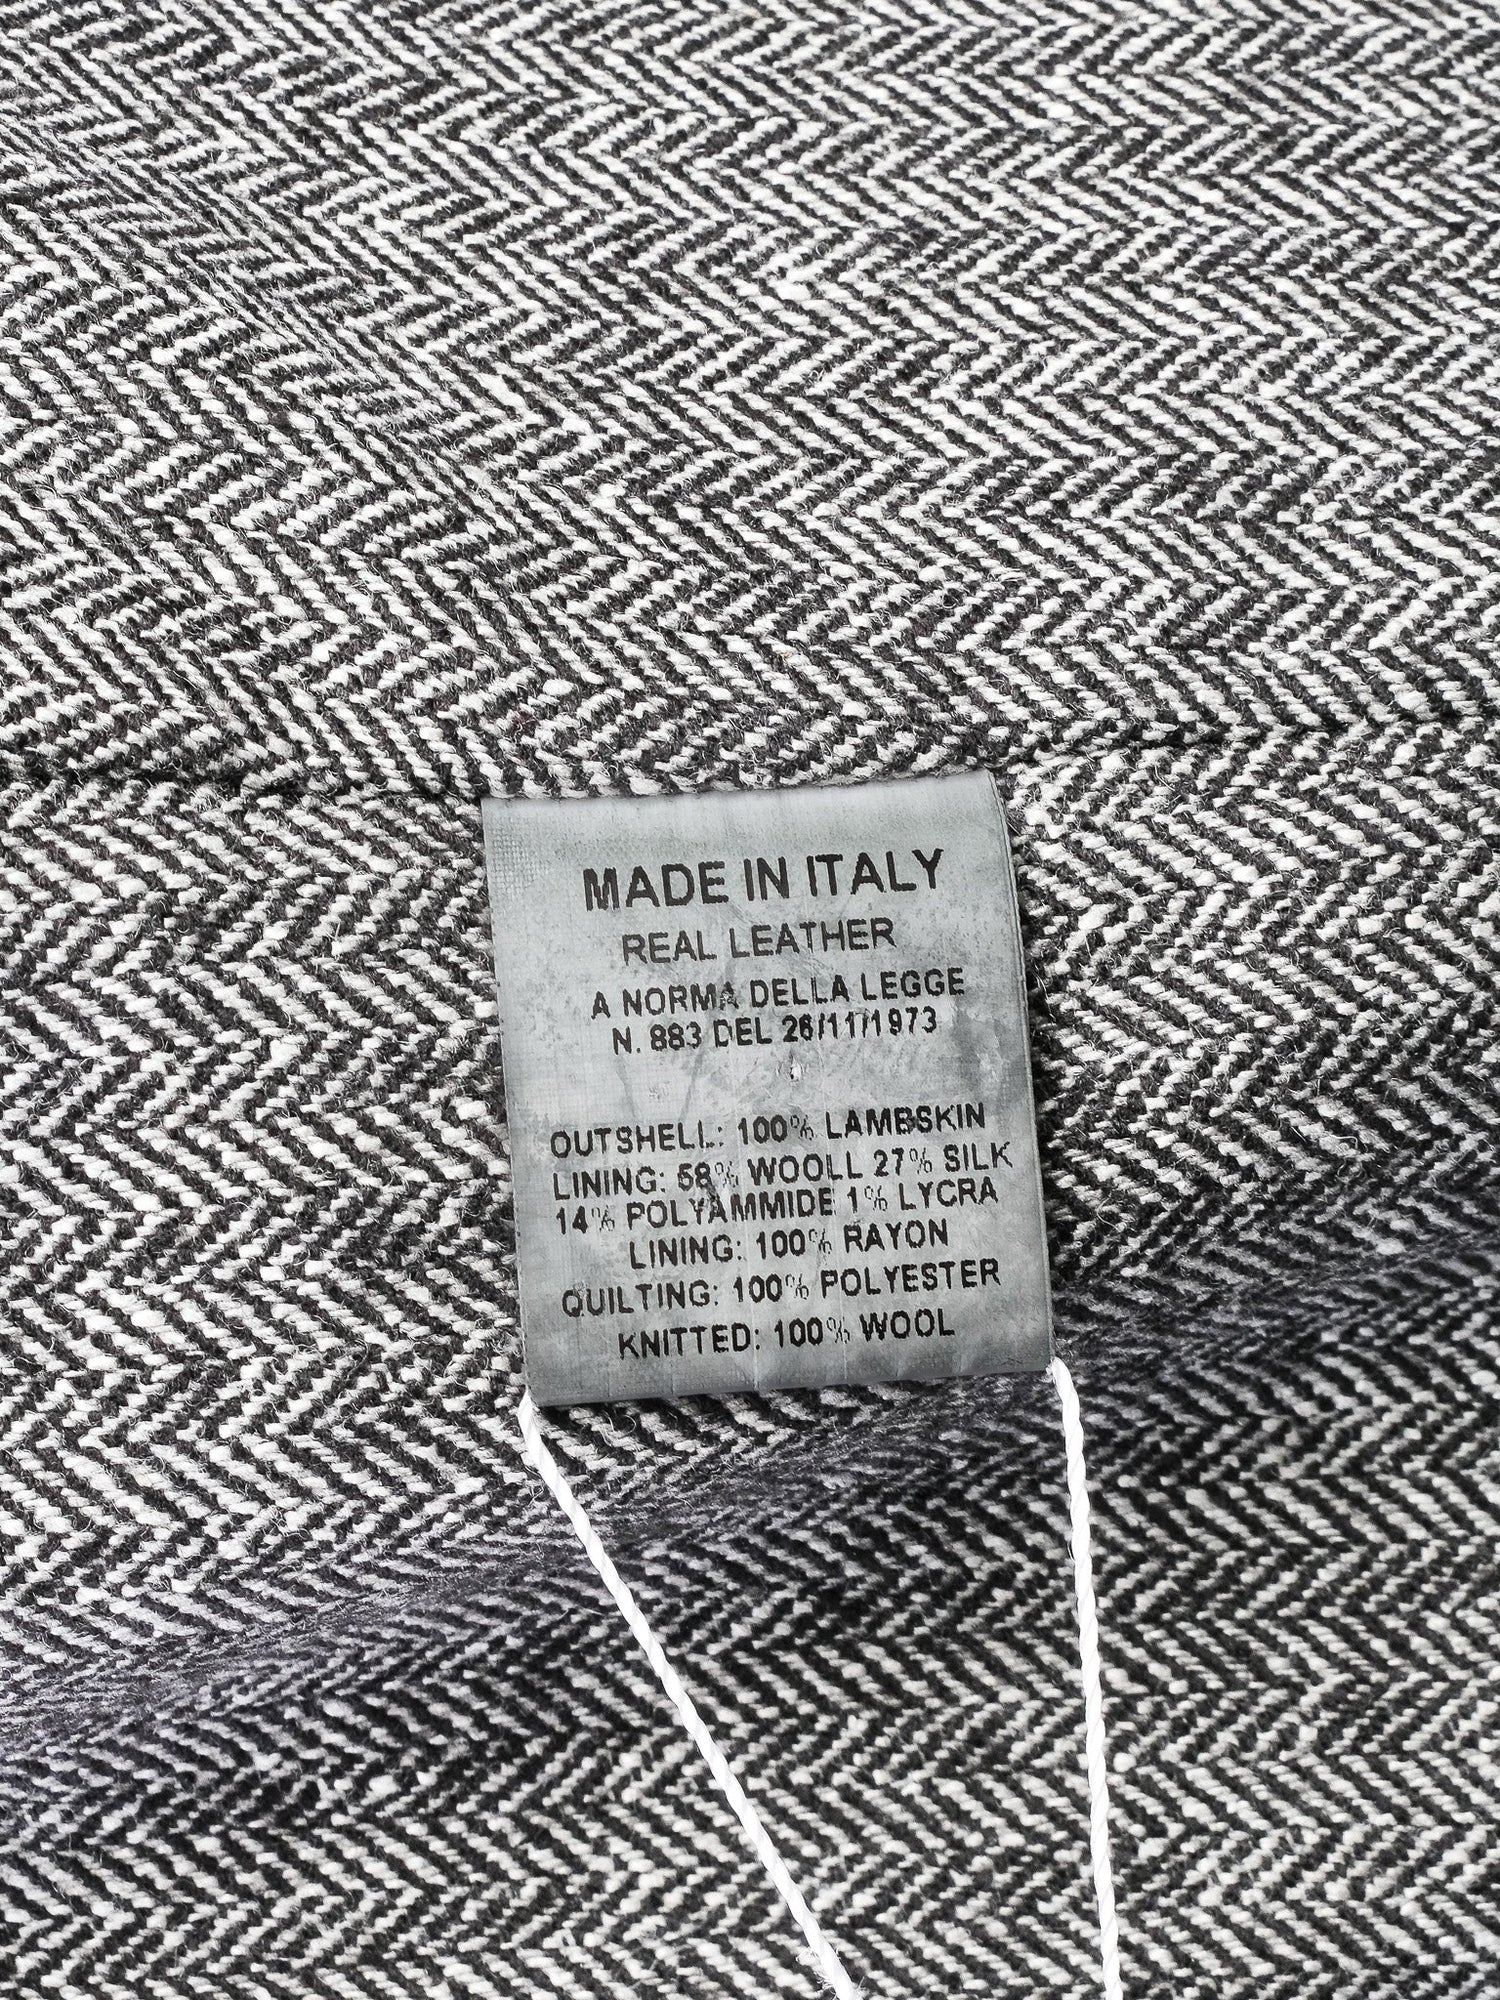 MADE IN ITALY
REAL LEATHER
A NORMA DELLA LEGGE
N. 883 DEL 26/11/1973
OUTSHELL: 100% LAMBSKIN
LINING: 58% WOOLL 27% SILK
14% POLYAMMIDE 1% LYCRA
LINING: 100% RAYON
QUILTING: 100% POLYESTER
KNITTED: 100% WOOL